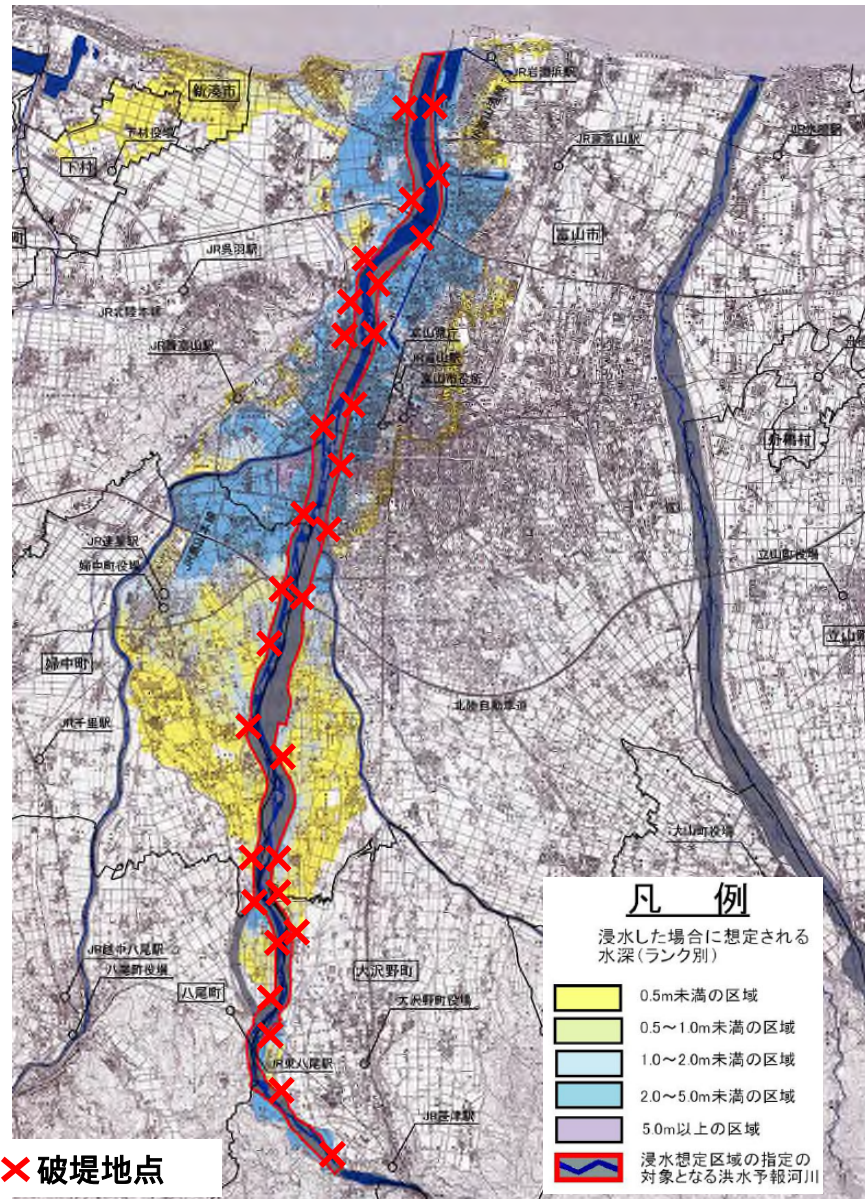 新湊市
JR岩瀬浜駅
下村役場
下村
JR東富山駅
JR水橋駅
富山市
町
JR呉羽駅
JR北陸本線
富山県庁
JR富山駅
富山市役所
舟橋村
JR速星駅
婦中町役場
立山町役場
婦中町
北陸自動車道
JR千里駅
大山町役場
JR越中八尾駅
八尾町役場
八尾町
大沢野町
大沢野町役場
JR東八尾駅
JR笹津駅
凡 例
浸水した場合に想定される
水深(ランク別)
0.5m未満の区域
0.5～1.0m未満の区域
1.0～2.0m未満の区域
2.0～5.0m未満の区域
5.0m以上の区域
浸水想定区域の指定の
対象となる洪水予報河川
破堤地点